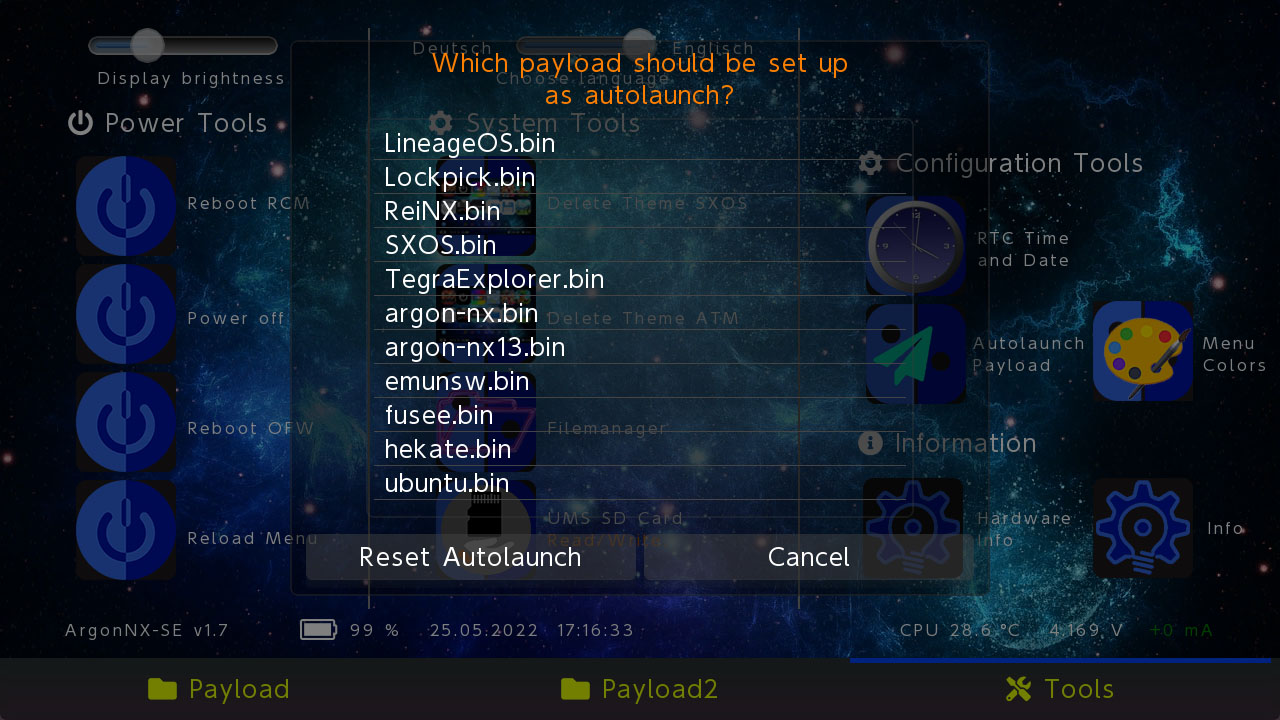 Deutsch
Englisch
Display brightness
Choose language
Which payload should be set up
as autolaunch?
Power Tools
System Tools
Configuration Tools
LineageOS.bin
Lockpick.bin
ReiNX.bin
SXOS.bin
TegraExplorer.bin
argon-nx.bin
argon-nx13.bin
emunsw.bin
fusee.bin
hekate.bin
ubuntu.bin
Reset Autolaunch
Cancel
Reboot RCM
Power off
Reboot OFW
Reload Menu
Delete Theme SXOS
Delete Theme ATM
Filemanager
UMS SD Card
Read/Write
RTC Time
and Date
Autolaunch
Payload
Menu
Colors
Information
Hardware
Info
Info
ArgonNX-SE v1.7
99 %
25.05.2022 17:16:33
CPU 28.6 °C
4.169 V
+0 mA
Payload
Payload2
Tools